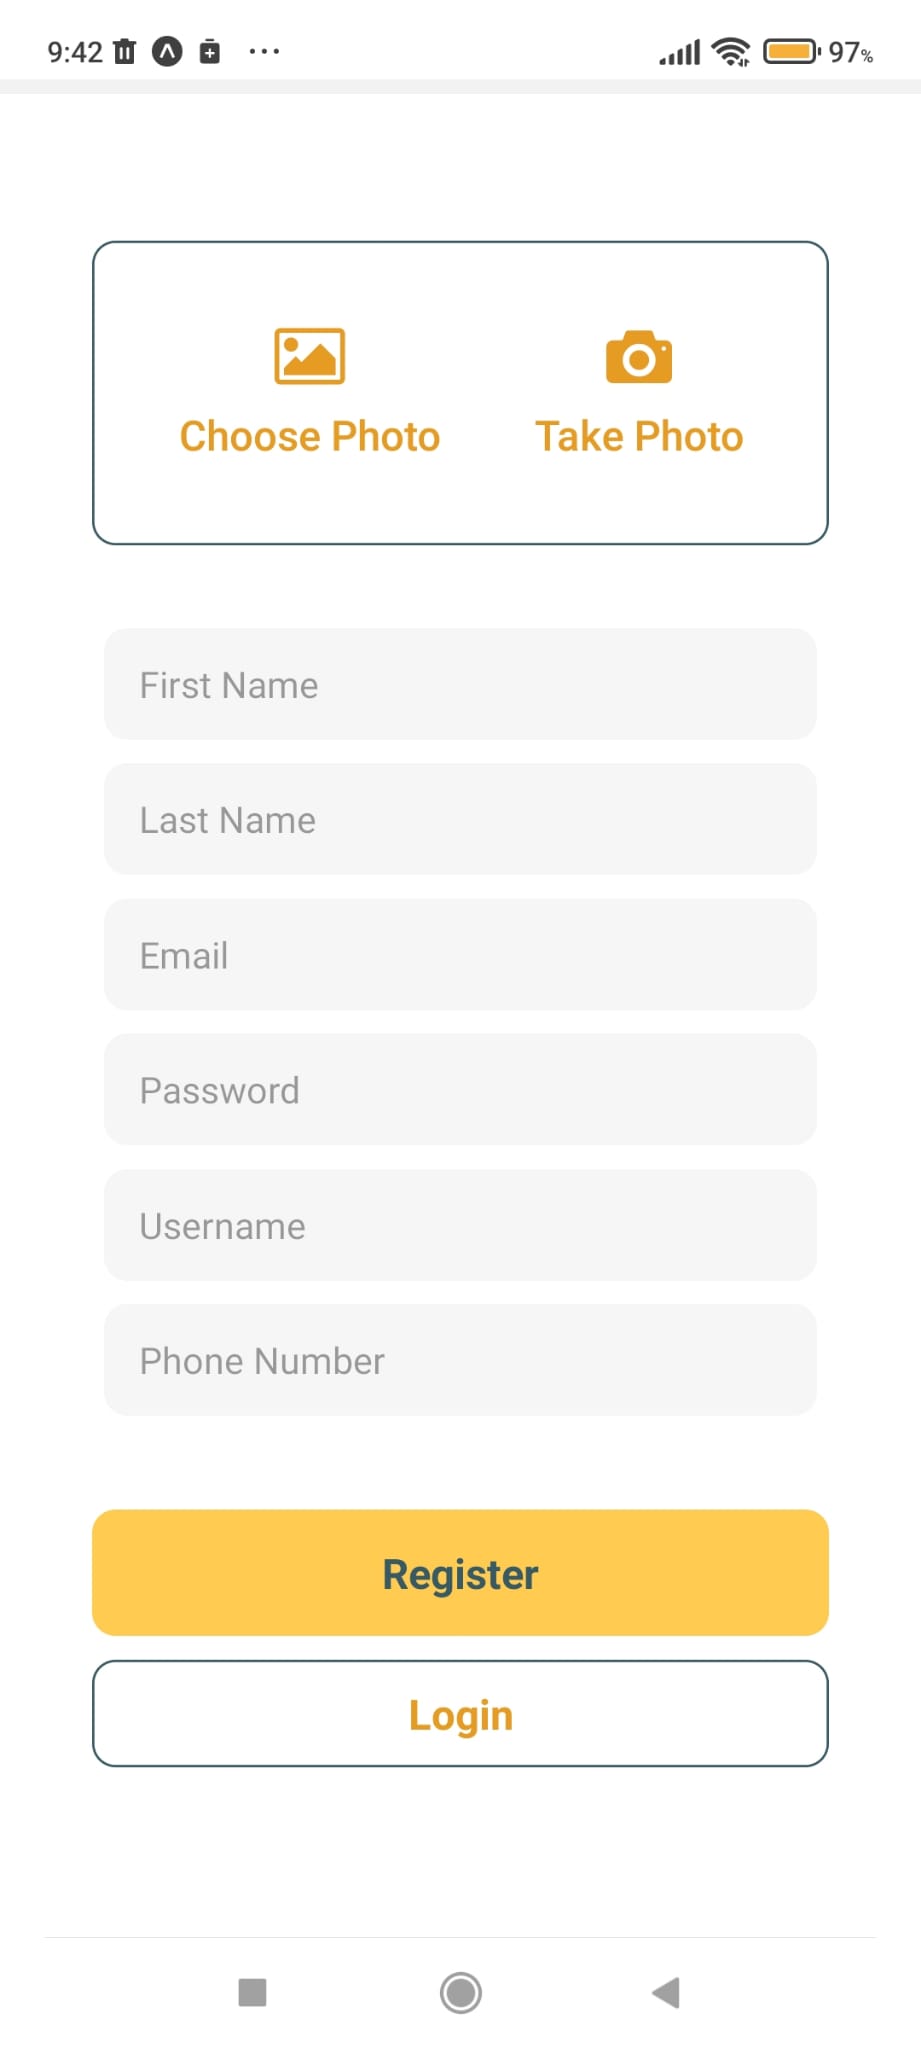 9:42 97%
Choose Photo Take Photo
First Name
Last Name
Email
Password
Username
Phone Number
Register
Login